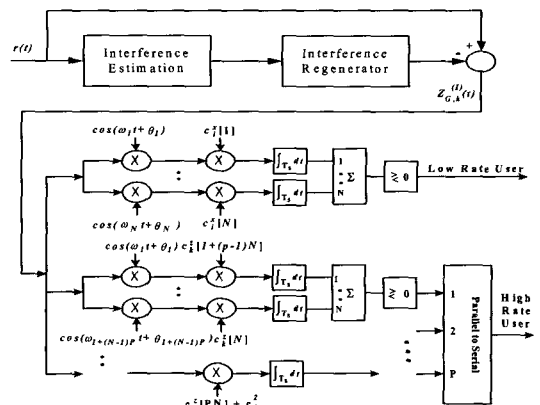 r(t)
Interference
Estimation
Interference
Regenerator
+
-
Z_{G,k}^{(1)}(t)
cos(ω_1 t+θ_1)
c_i^s[1]
X
X
∫_{T_s} dt
1
N
Σ
≷ 0
Low Rate User
X
X
∫_{T_s} dt
cos(ω_N t+θ_N)
c_i^s[N]
cos(ω_1 t+θ_1)
c_k^s[1+(p-1)N]
X
X
∫_{T_s} dt
1
N
Σ
≷ 0
1
2
P
Parallel to Serial
High
Rate
User
X
X
∫_{T_s} dt
cos(ω_{1+(N-1)P} t+θ_{1+(N-1)P})
c_k^s[N]
X
∫_{T_s} dt